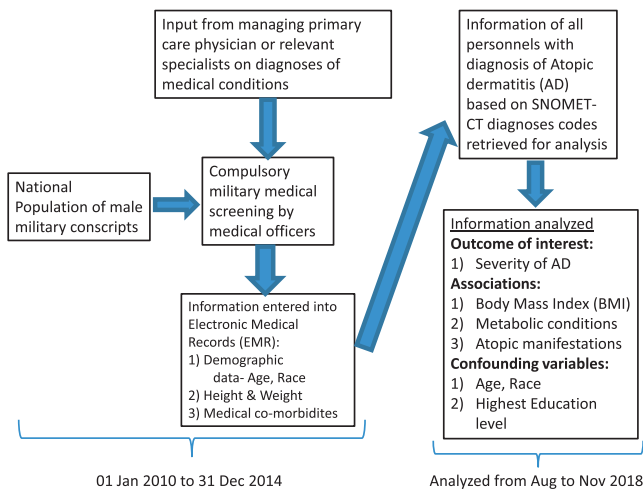 Input from managing primary
care physician or relevant
specialists on diagnoses of
medical conditions
National
Population of male
military conscripts
Compulsory
military medical
screening by
medical officers
Information entered into
Electronic Medical
Records (EMR):
1) Demographic
data- Age, Race
2) Height & Weight
3) Medical co-morbidites
01 Jan 2010 to 31 Dec 2014
Information of all
personnels with
diagnosis of Atopic
dermatitis (AD)
based on SNOMET-
CT diagnoses codes
retrieved for analysis
Information analyzed
Outcome of interest:
1) Severity of AD
Associations:
1) Body Mass Index (BMI)
2) Metabolic conditions
3) Atopic manifestations
Confounding variables:
1) Age, Race
2) Highest Education
level
Analyzed from Aug to Nov 2018